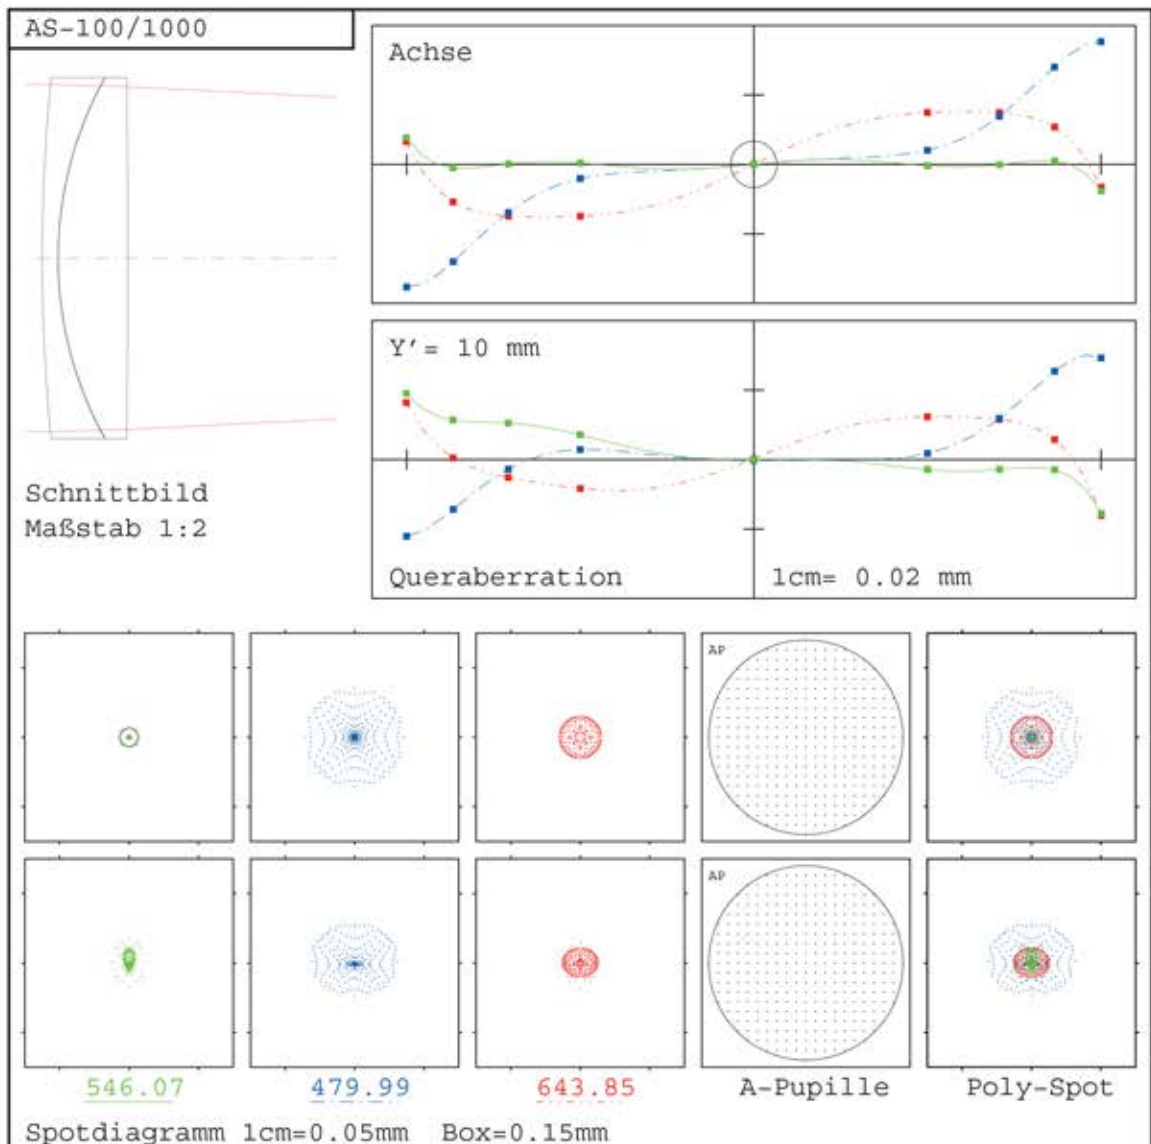 AS-100/1000
Achse
Y’= 10 mm
Schnittbild
Maßstab 1:2
Queraberration
1cm= 0.02 mm
AP
AP
546.07
479.99
643.85
A-Pupille
Poly-Spot
Spotdiagramm 1cm=0.05mm Box=0.15mm